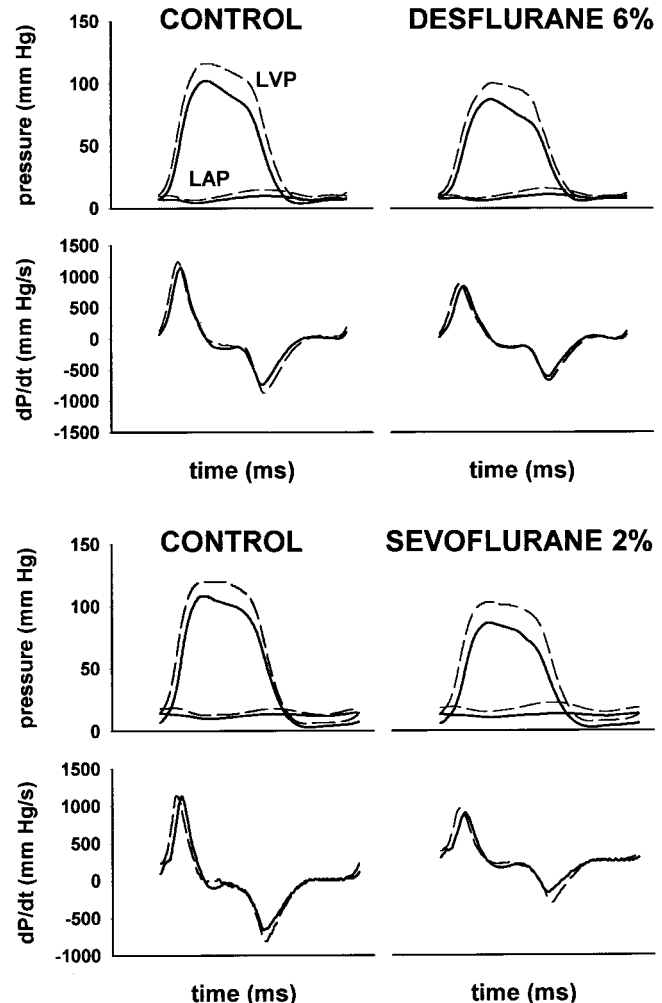 CONTROL DESFLURANE 6%
150
100
50
0
pressure (mm Hg)
LVP
LAP
1500
1000
500
0
-500
-1000
-1500
dP/dt (mm Hg/s)
time (ms) time (ms)
CONTROL SEVOFLURANE 2%
150
100
50
0
pressure (mm Hg)
1500
1000
500
0
-500
-1000
dP/dt (mm Hg/s)
time (ms) time (ms)